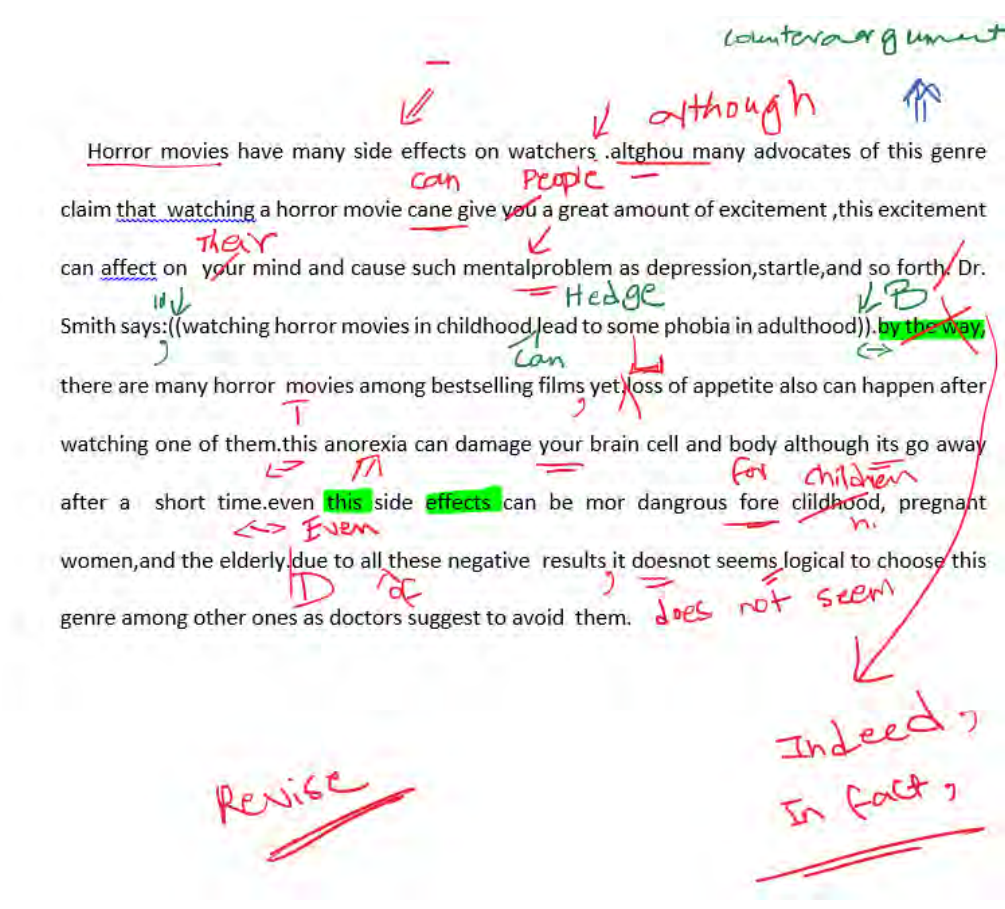 counterargument
although
Horror movies have many side effects on watchers .altghou many advocates of this genre
can People
claim that watching a horror movie cane give you a great amount of excitement ,this excitement
Their
can affect on your mind and cause such mentalproblem as depression,startle,and so forth. Dr.
Hedge B
Smith says:((watching horror movies in childhood lead to some phobia in adulthood)).by the way,
can L
there are many horror movies among bestselling films, yet,loss of appetite also can happen after
T
watching one of them.this anorexia can damage your brain cell and body although its go away
for children
after a short time.even this side effects can be mor dangrous fore clildhood, pregnant
Even n.
women,and the elderly.due to all these negative results, it doesnot seems logical to choose this
D of
genre among other ones as doctors suggest to avoid them. does not seem
Indeed,
Revise
In fact,